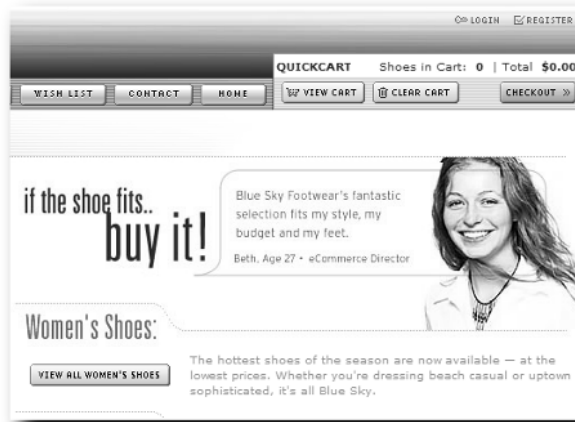 LOGIN REGISTER
QUICKCART Shoes in Cart: 0 | Total $0.00
WISH LIST CONTACT HOME VIEW CART CLEAR CART CHECKOUT »
if the shoe fits..
buy it!
Blue Sky Footwear's fantastic
selection fits my style, my
budget and my feet.
Beth, Age 27 • eCommerce Director
Women's Shoes:
VIEW ALL WOMEN'S SHOES
The hottest shoes of the season are now available — at the
lowest prices. Whether you're dressing beach casual or uptown
sophisticated, it's all Blue Sky.